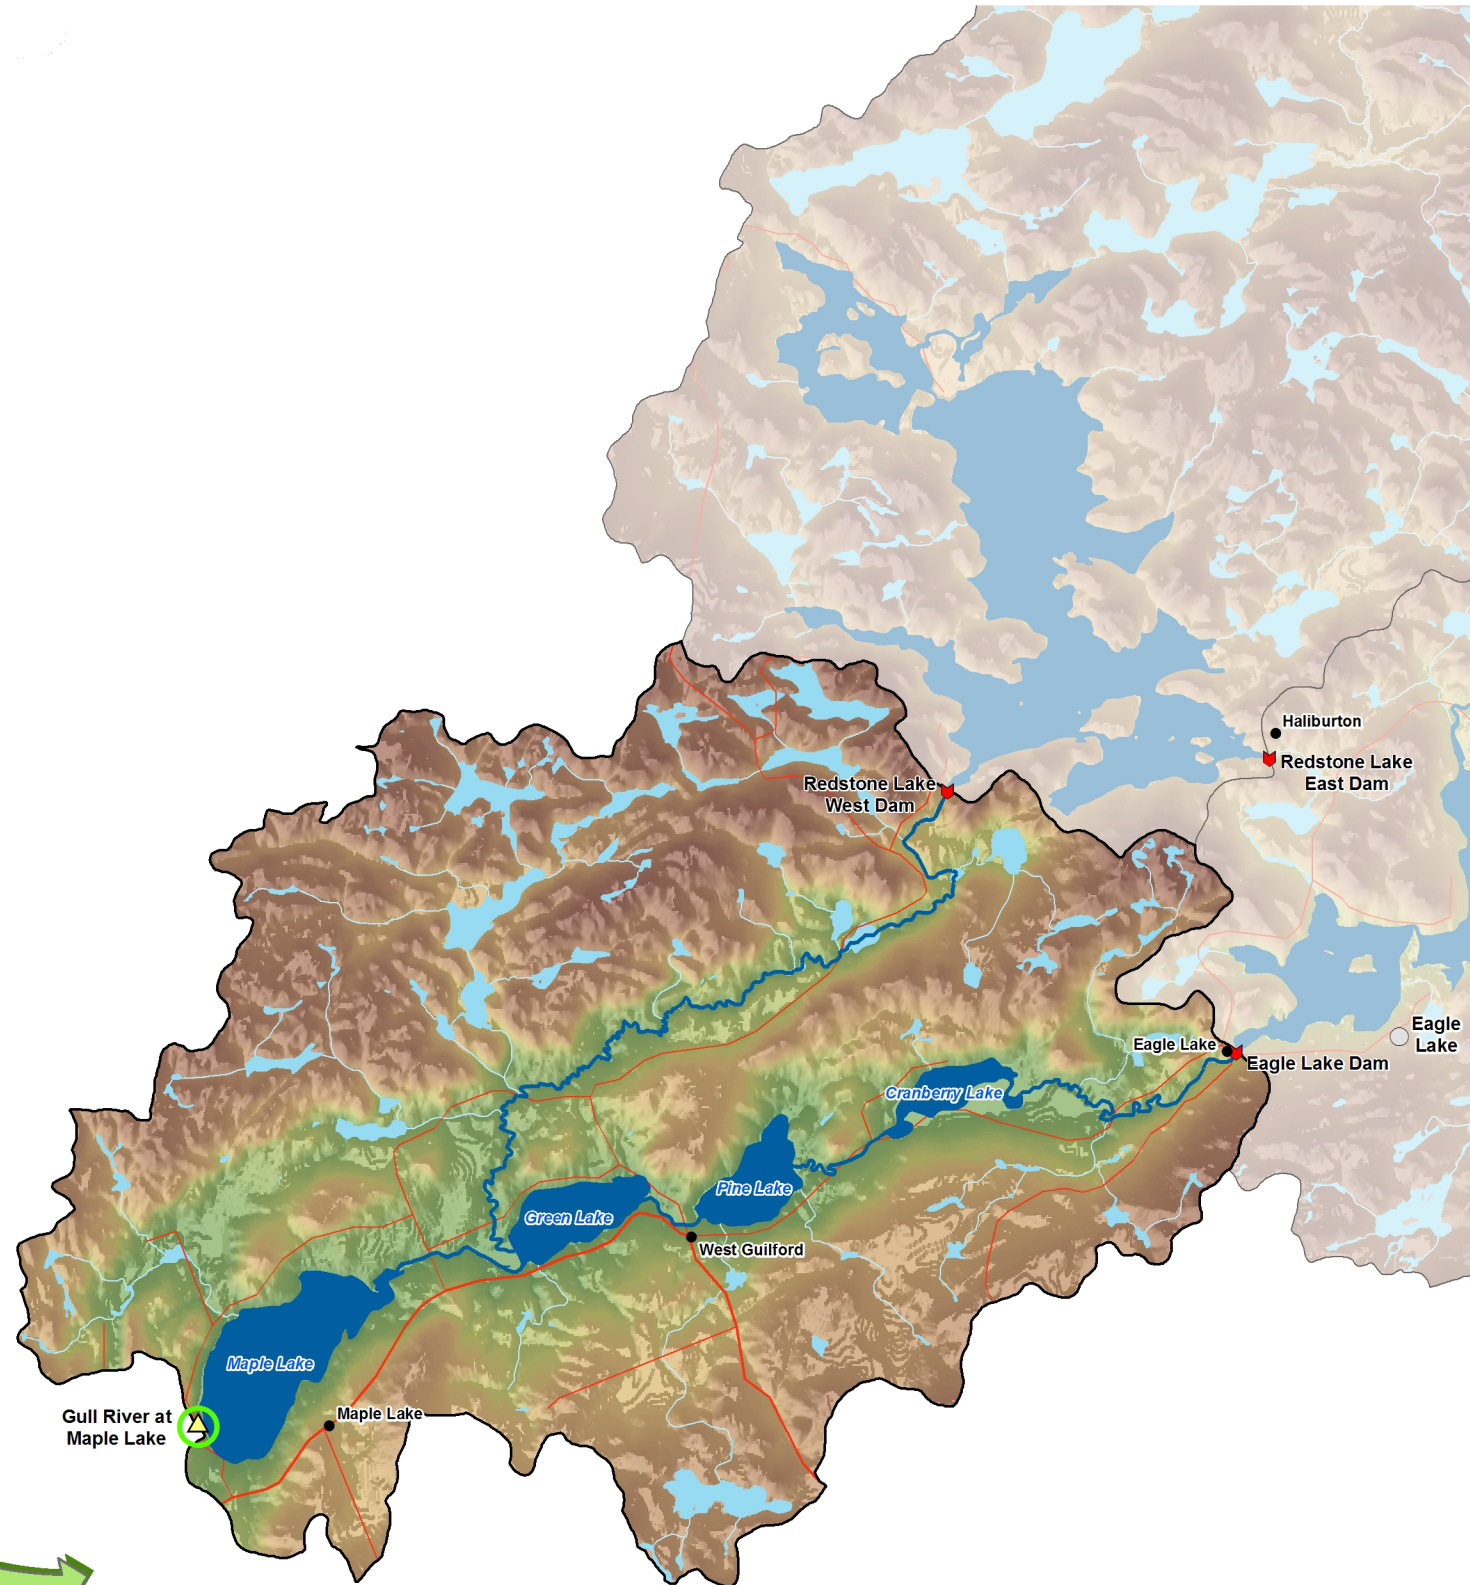 Haliburton
Redstone Lake
East Dam
Redstone Lake
West Dam
Eagle
Lake
Eagle Lake
Eagle Lake Dam
Cranberry Lake
Pine Lake
Green Lake
West Guilford
Maple Lake
Gull River at
Maple Lake
Maple Lake